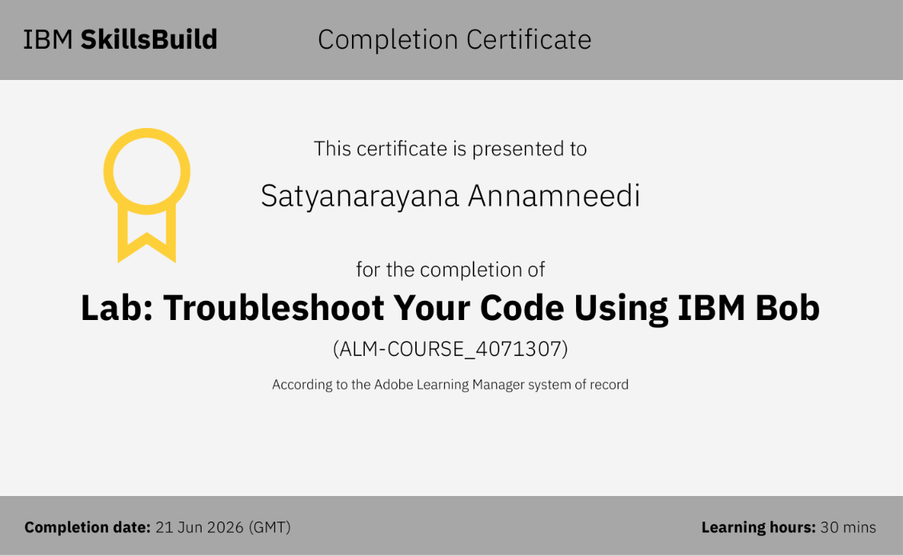 IBM SkillsBuild
Completion Certificate
This certificate is presented to
Satyanarayana Annamneedi
for the completion of
Lab: Troubleshoot Your Code Using IBM Bob
(ALM-COURSE_4071307)
According to the Adobe Learning Manager system of record
Completion date: 21 Jun 2026 (GMT)
Learning hours: 30 mins